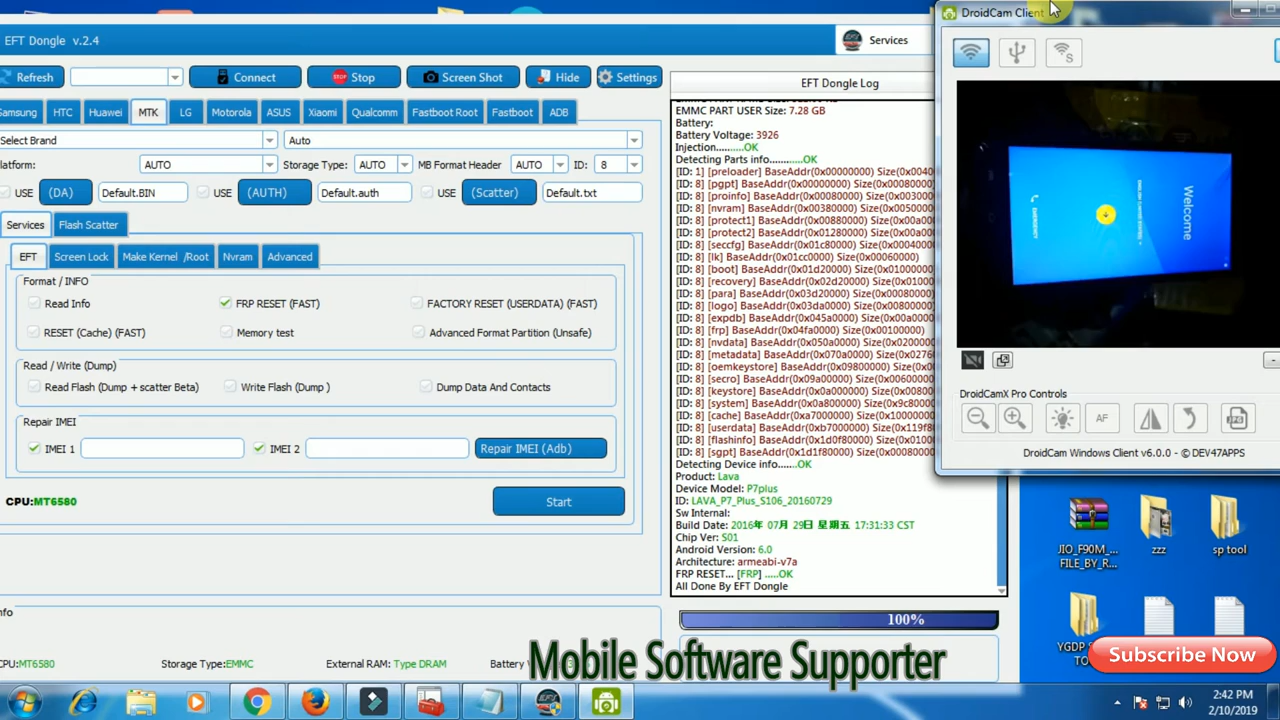 EFT Dongle v.2.4
Services
DroidCam Client
Refresh
Connect
STOP
Stop
Screen Shot
Hide
Settings
Samsung
HTC
Huawei
MTK
LG
Motorola
ASUS
Xiaomi
Qualcomm
Fastboot Root
Fastboot
ADB
Select Brand
Auto
latform:
AUTO
Storage Type:
AUTO
MB Format Header
AUTO
ID:
8
USE
(DA)
Default.BIN
USE
(AUTH)
Default.auth
USE
(Scatter)
Default.txt
Services
Flash Scatter
EFT
Screen Lock
Make Kernel /Root
Nvram
Advanced
Format / INFO
Read Info
FRP RESET (FAST)
FACTORY RESET (USERDATA) (FAST)
RESET (Cache) (FAST)
Memory test
Advanced Format Partition (Unsafe)
Read / Write (Dump)
Read Flash (Dump + scatter Beta)
Write Flash (Dump )
Dump Data And Contacts
Repair IMEI
IMEI 1
IMEI 2
Repair IMEI (Adb)
CPU:MT6580
Start
nfo
CPU:MT6580
Storage Type:EMMC
External RAM: Type DRAM
EFT Dongle Log
EMMC PART USER Size: 7.28 GB
Battery:
Battery Voltage: 3926
Injection......OK
Detecting Parts info......OK
[ID: 1] [preloader] BaseAddr(0x00000000) Size(0x0040
[ID: 8] [pgpt] BaseAddr(0x00000000) Size(0x00080000
[ID: 8] [proinfo] BaseAddr(0x00080000) Size(0x00030
[ID: 8] [nvram] BaseAddr(0x00380000) Size(0x005000
[ID: 8] [protect1] BaseAddr(0x00880000) Size(0x00a0
[ID: 8] [protect2] BaseAddr(0x01280000) Size(0x00a0
[ID: 8] [seccfg] BaseAddr(0x01c80000) Size(0x000400
[ID: 8] [lk] BaseAddr(0x01cc0000) Size(0x00060000)
[ID: 8] [boot] BaseAddr(0x01d20000) Size(0x0100000
[ID: 8] [recovery] BaseAddr(0x02d20000) Size(0x0100
[ID: 8] [para] BaseAddr(0x03d20000) Size(0x0008000
[ID: 8] [logo] BaseAddr(0x03da0000) Size(0x0080000
[ID: 8] [expdb] BaseAddr(0x045a0000) Size(0x00a000
[ID: 8] [frp] BaseAddr(0x04fa0000) Size(0x00100000)
[ID: 8] [nvdata] BaseAddr(0x050a0000) Size(0x02000
[ID: 8] [metadata] BaseAddr(0x070a0000) Size(0x0276
[ID: 8] [oemkeystore] BaseAddr(0x09800000) Size(0x0
[ID: 8] [secro] BaseAddr(0x09a00000) Size(0x006000
[ID: 8] [keystore] BaseAddr(0x0a000000) Size(0x0080
[ID: 8] [system] BaseAddr(0x0a800000) Size(0x9c800
[ID: 8] [cache] BaseAddr(0xa7000000) Size(0x100000
[ID: 8] [userdata] BaseAddr(0xb7000000) Size(0x119f8
[ID: 8] [flashinfo] BaseAddr(0x1d0f80000) Size(0x0100
[ID: 8] [sgpt] BaseAddr(0x1d1f80000) Size(0x0008000
Detecting Device info......OK
Product: Lava
Device Model: P7plus
ID: LAVA_P7_Plus_S106_20160729
Sw Internal:
Build Date: 2016年 07月 29日 星期五 17:31:33 CST
Chip Ver: S01
Android Version: 6.0
Architecture: armeabi-v7a
FRP RESET... [FRP] .....OK
All Done By EFT Dongle
100%
Welcome
EMERGENCY
DroidCamX Pro Controls
AF
JPG
DroidCam Windows Client v6.0.0 - © DEV47APPS
JIO_F90M_... FILE_BY_R...
zzz
sp tool
Mobile Software Supporter
Subscribe Now
2:42 PM
2/10/2019